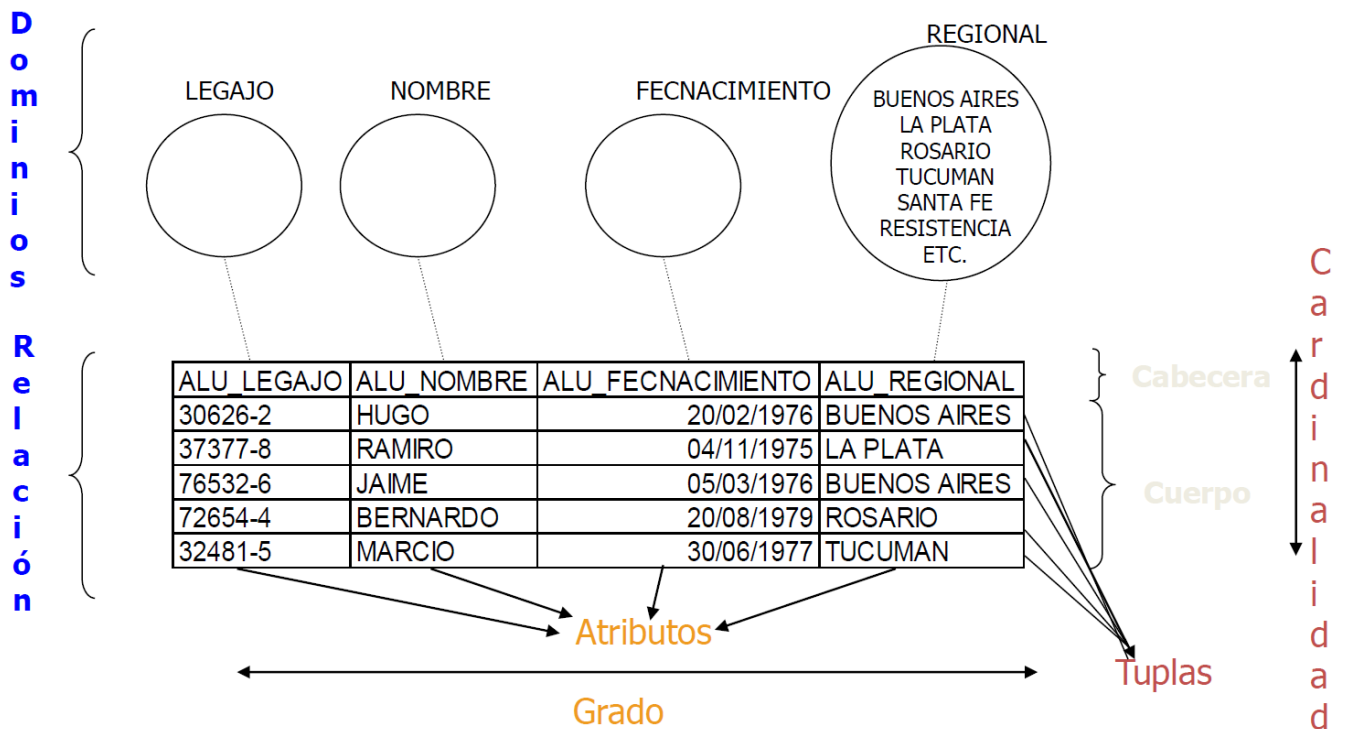 Dominios
REGIONAL
LEGAJO NOMBRE FECNACIMIENTO
BUENOS AIRES
LA PLATA
ROSARIO
TUCUMAN
SANTA FE
RESISTENCIA
ETC.
Relación
Cardinalidad
ALU_LEGAJO ALU_NOMBRE ALU_FECNACIMIENTO ALU_REGIONAL
30626-2 HUGO 20/02/1976 BUENOS AIRES
37377-8 RAMIRO 04/11/1975 LA PLATA
76532-6 JAIME 05/03/1976 BUENOS AIRES
72654-4 BERNARDO 20/08/1979 ROSARIO
32481-5 MARCIO 30/06/1977 TUCUMAN
Cabecera
Cuerpo
Atributos
Tuplas
Grado